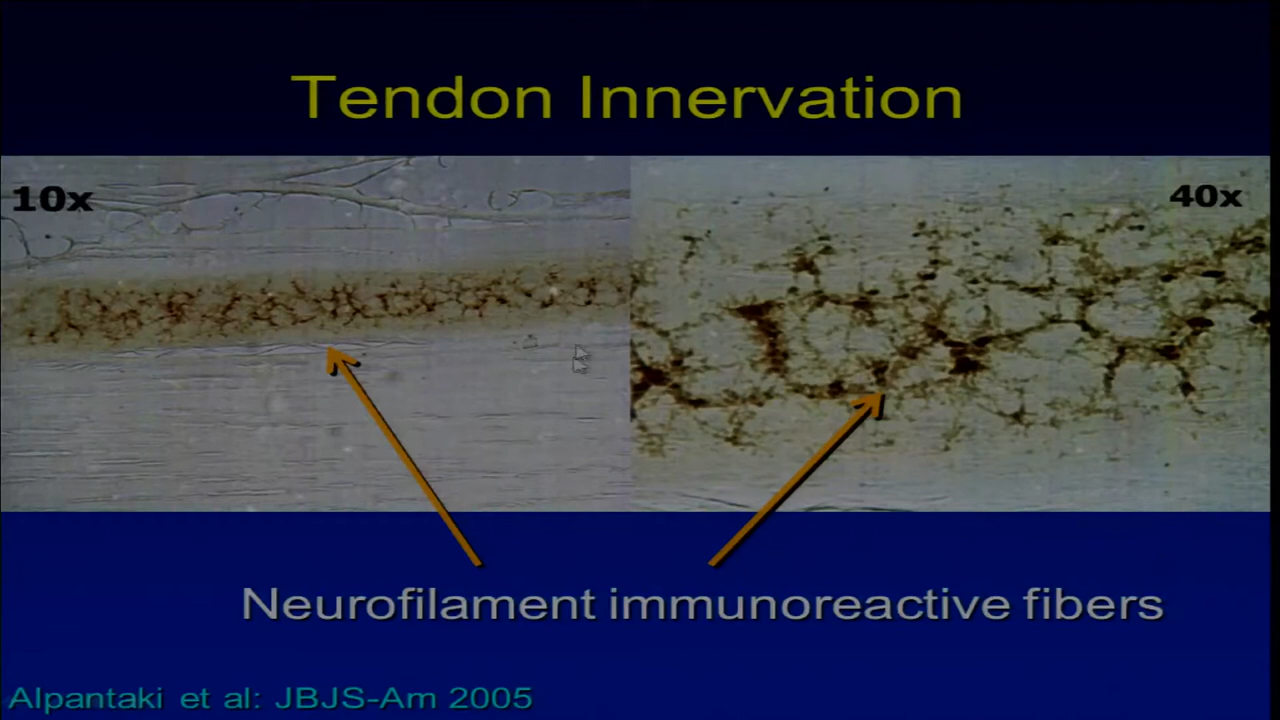 Tendon Innervation
10x
40x
Neurofilament immunoreactive fibers
Alpantaki et al: JBJS-Am 2005